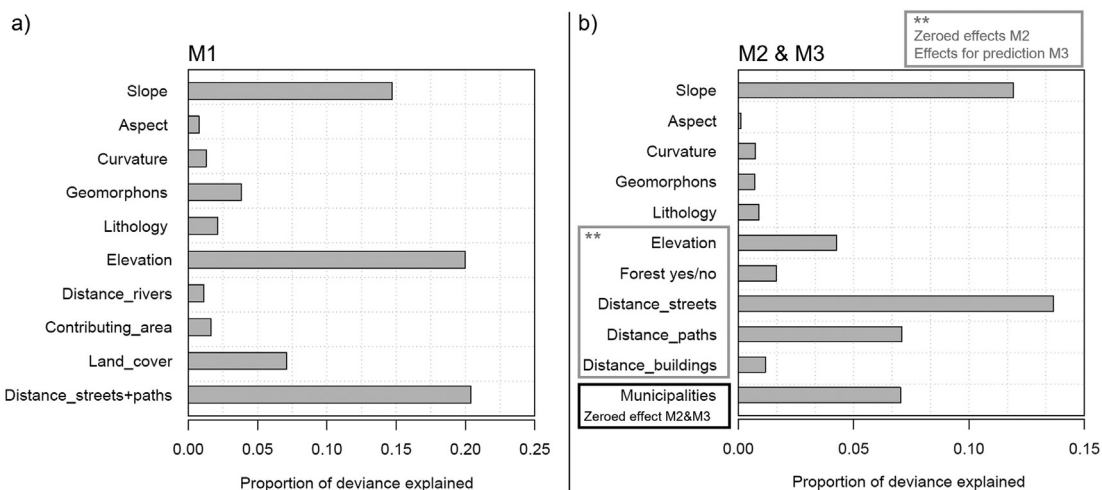 a)
M1
Slope
Aspect
Curvature
Geomorphons
Lithology
Elevation
Distance_rivers
Contributing_area
Land_cover
Distance_streets+paths
0.00 0.05 0.10 0.15 0.20 0.25
Proportion of deviance explained
b)
**
Zeroed effects M2
Effects for prediction M3
M2 & M3
Slope
Aspect
Curvature
Geomorphons
Lithology
** Elevation
Forest yes/no
Distance_streets
Distance_paths
Distance_buildings
Municipalities
Zeroed effect M2&M3
0.00 0.05 0.10 0.15
Proportion of deviance explained